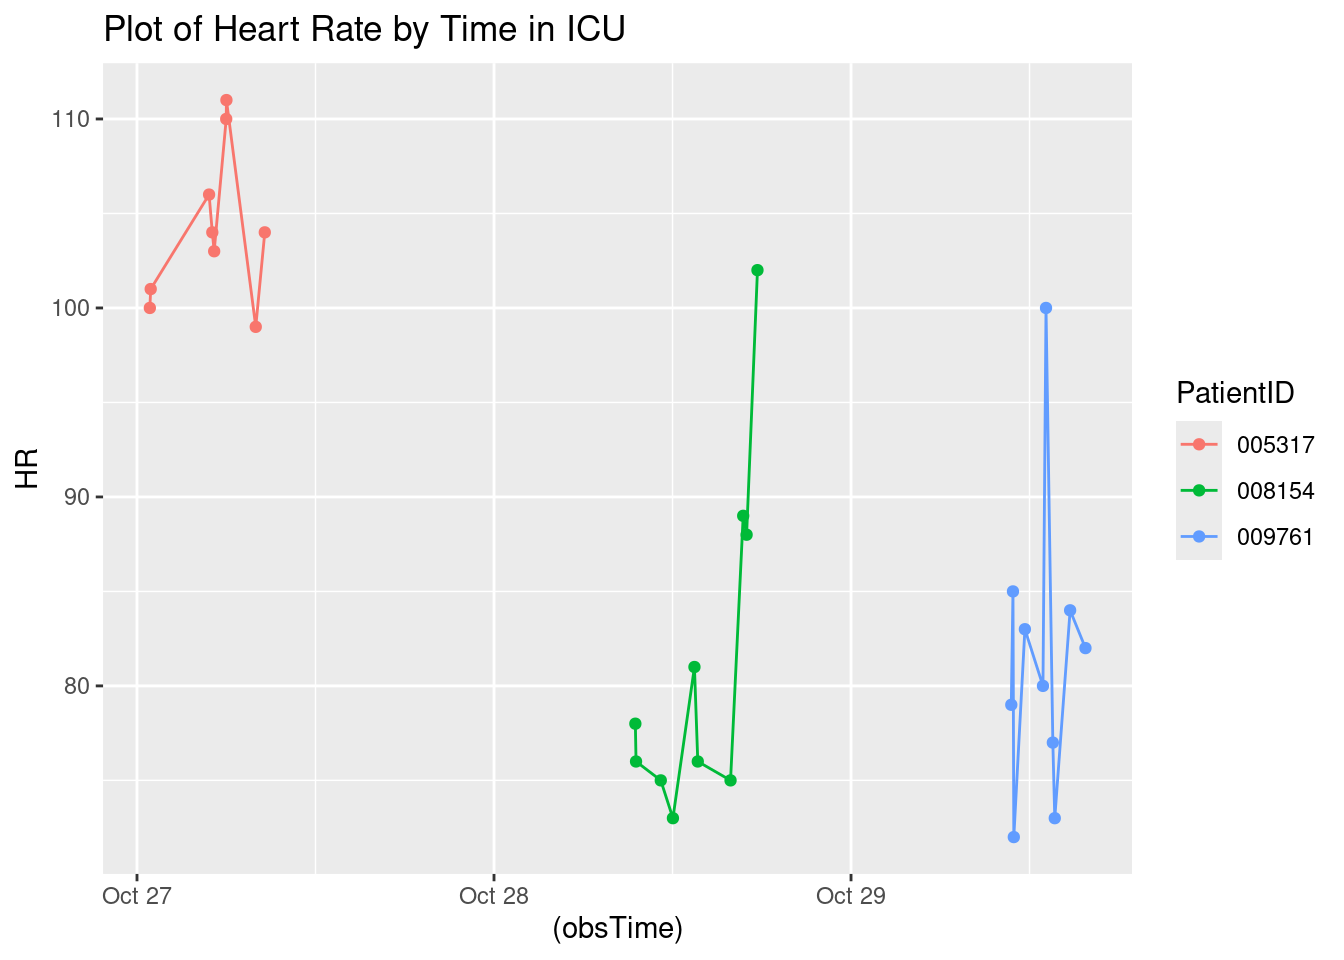 Plot of Heart Rate by Time in ICU
110
100
90
80
HR
Oct 27
Oct 28
Oct 29
(obsTime)
PatientID
005317
008154
009761